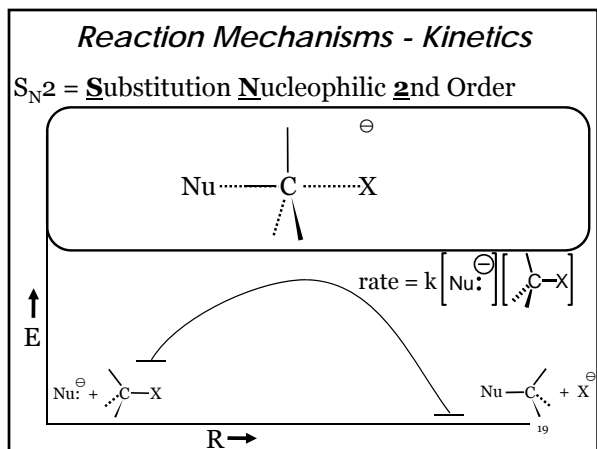 Reaction Mechanisms - Kinetics
SN2 = Substitution Nucleophilic 2nd Order
⊖
Nu C X
rate = k [Nu:⊖] [C–X]
E
Nu:⊖ + C–X
Nu–C + X⊖
R
19